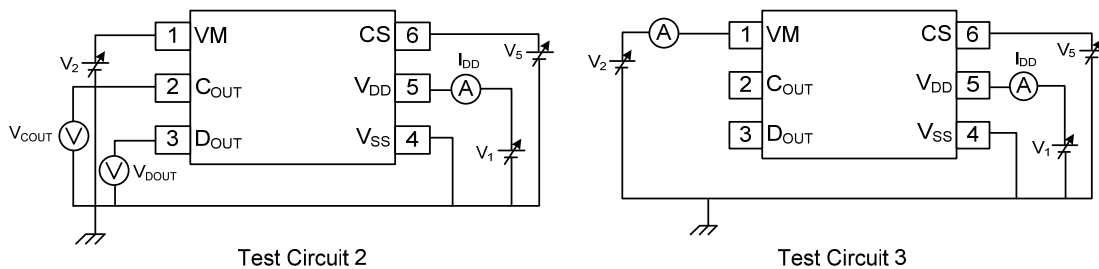 1 VM CS 6
V2
V5
IDD
2 COUT VDD 5 A
VCOUT V
3 DOUT VSS 4
V VDOUT
V1
Test Circuit 2
A 1 VM CS 6
V2
V5
IDD
2 COUT VDD 5 A
3 DOUT VSS 4
V1
Test Circuit 3